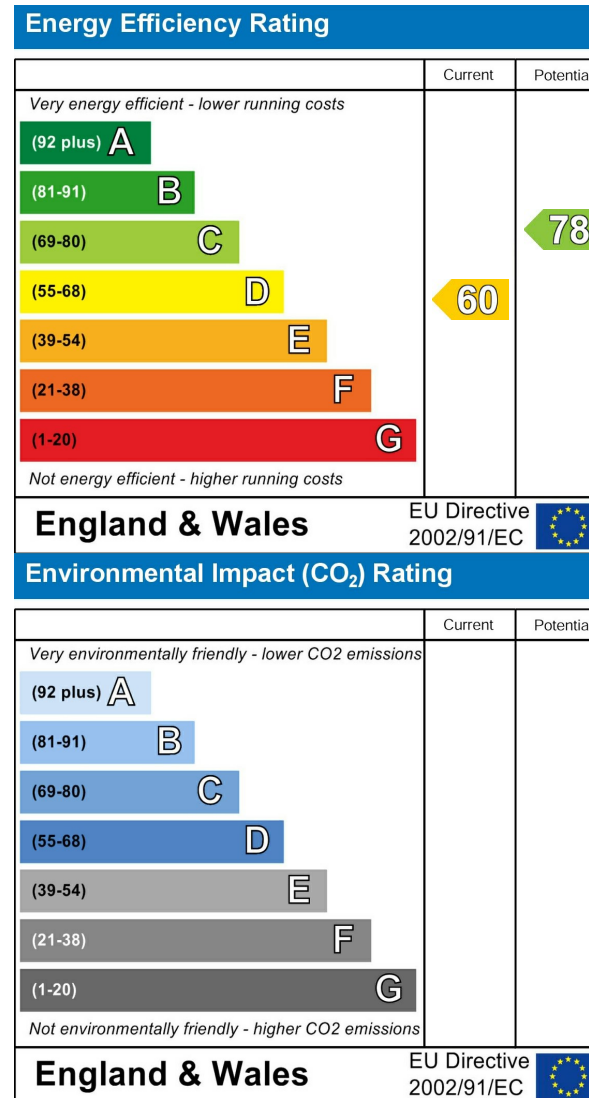 Energy Efficiency Rating
Current Potentia
Very energy efficient - lower running costs
(92 plus) A
(81-91) B
(69-80) C
78
(55-68) D
60
(39-54) E
(21-38) F
(1-20) G
Not energy efficient - higher running costs
England & Wales
EU Directive
2002/91/EC
Environmental Impact (CO₂) Rating
Current Potentia
Very environmentally friendly - lower CO2 emissions
(92 plus) A
(81-91) B
(69-80) C
(55-68) D
(39-54) E
(21-38) F
(1-20) G
Not environmentally friendly - higher CO2 emissions
England & Wales
EU Directive
2002/91/EC